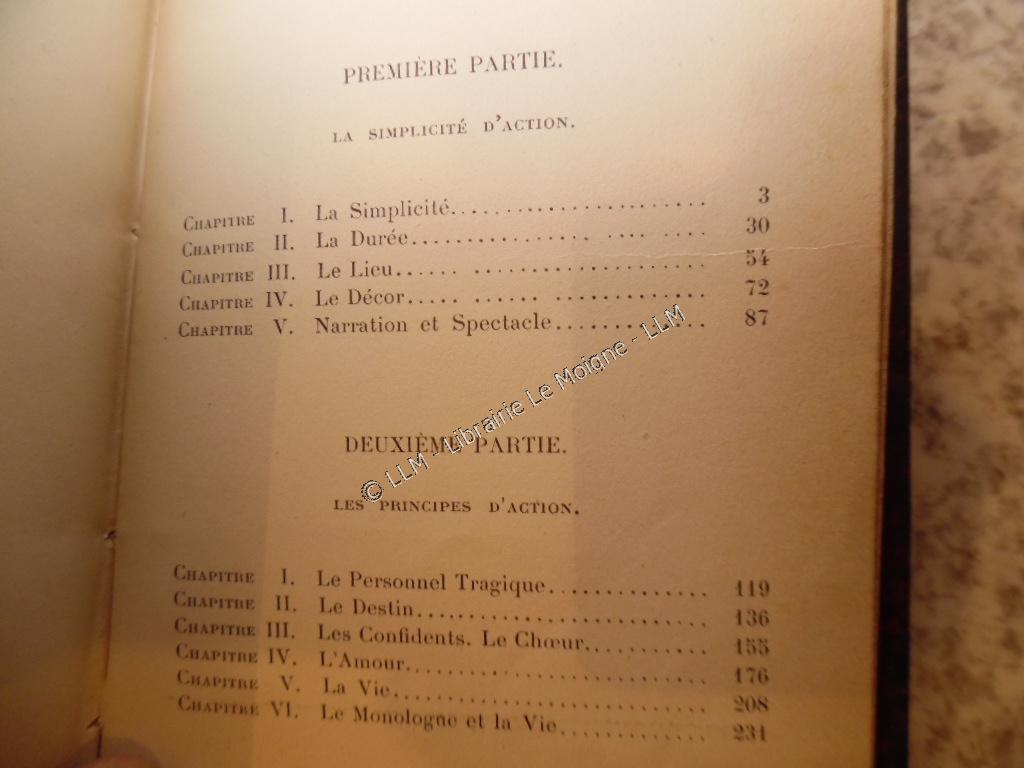 PREMIÈRE PARTIE.
LA SIMPLICITÉ D'ACTION.
CHAPITRE I. La Simplicité........................ 3
CHAPITRE II. La Durée.................. .... .... 30
CHAPITRE III. Le Lieu...... .................. 54
CHAPITRE IV. Le Décor..... ...... ............. 72
CHAPITRE V. Narration et Spectacle............ 87
DEUXIÈME PARTIE.
LES PRINCIPES D'ACTION.
CHAPITRE I. Le Personnel Tragique.............. 119
CHAPITRE II. Le Destin........................ 136
CHAPITRE III. Les Confidents. Le Chœur.......... 155
CHAPITRE IV. L'Amour........................ 176
CHAPITRE V. La Vie.......................... 208
CHAPITRE VI. Le Monologue et la Vie............. 231
© LLM - Librairie Le Moigne - LLM